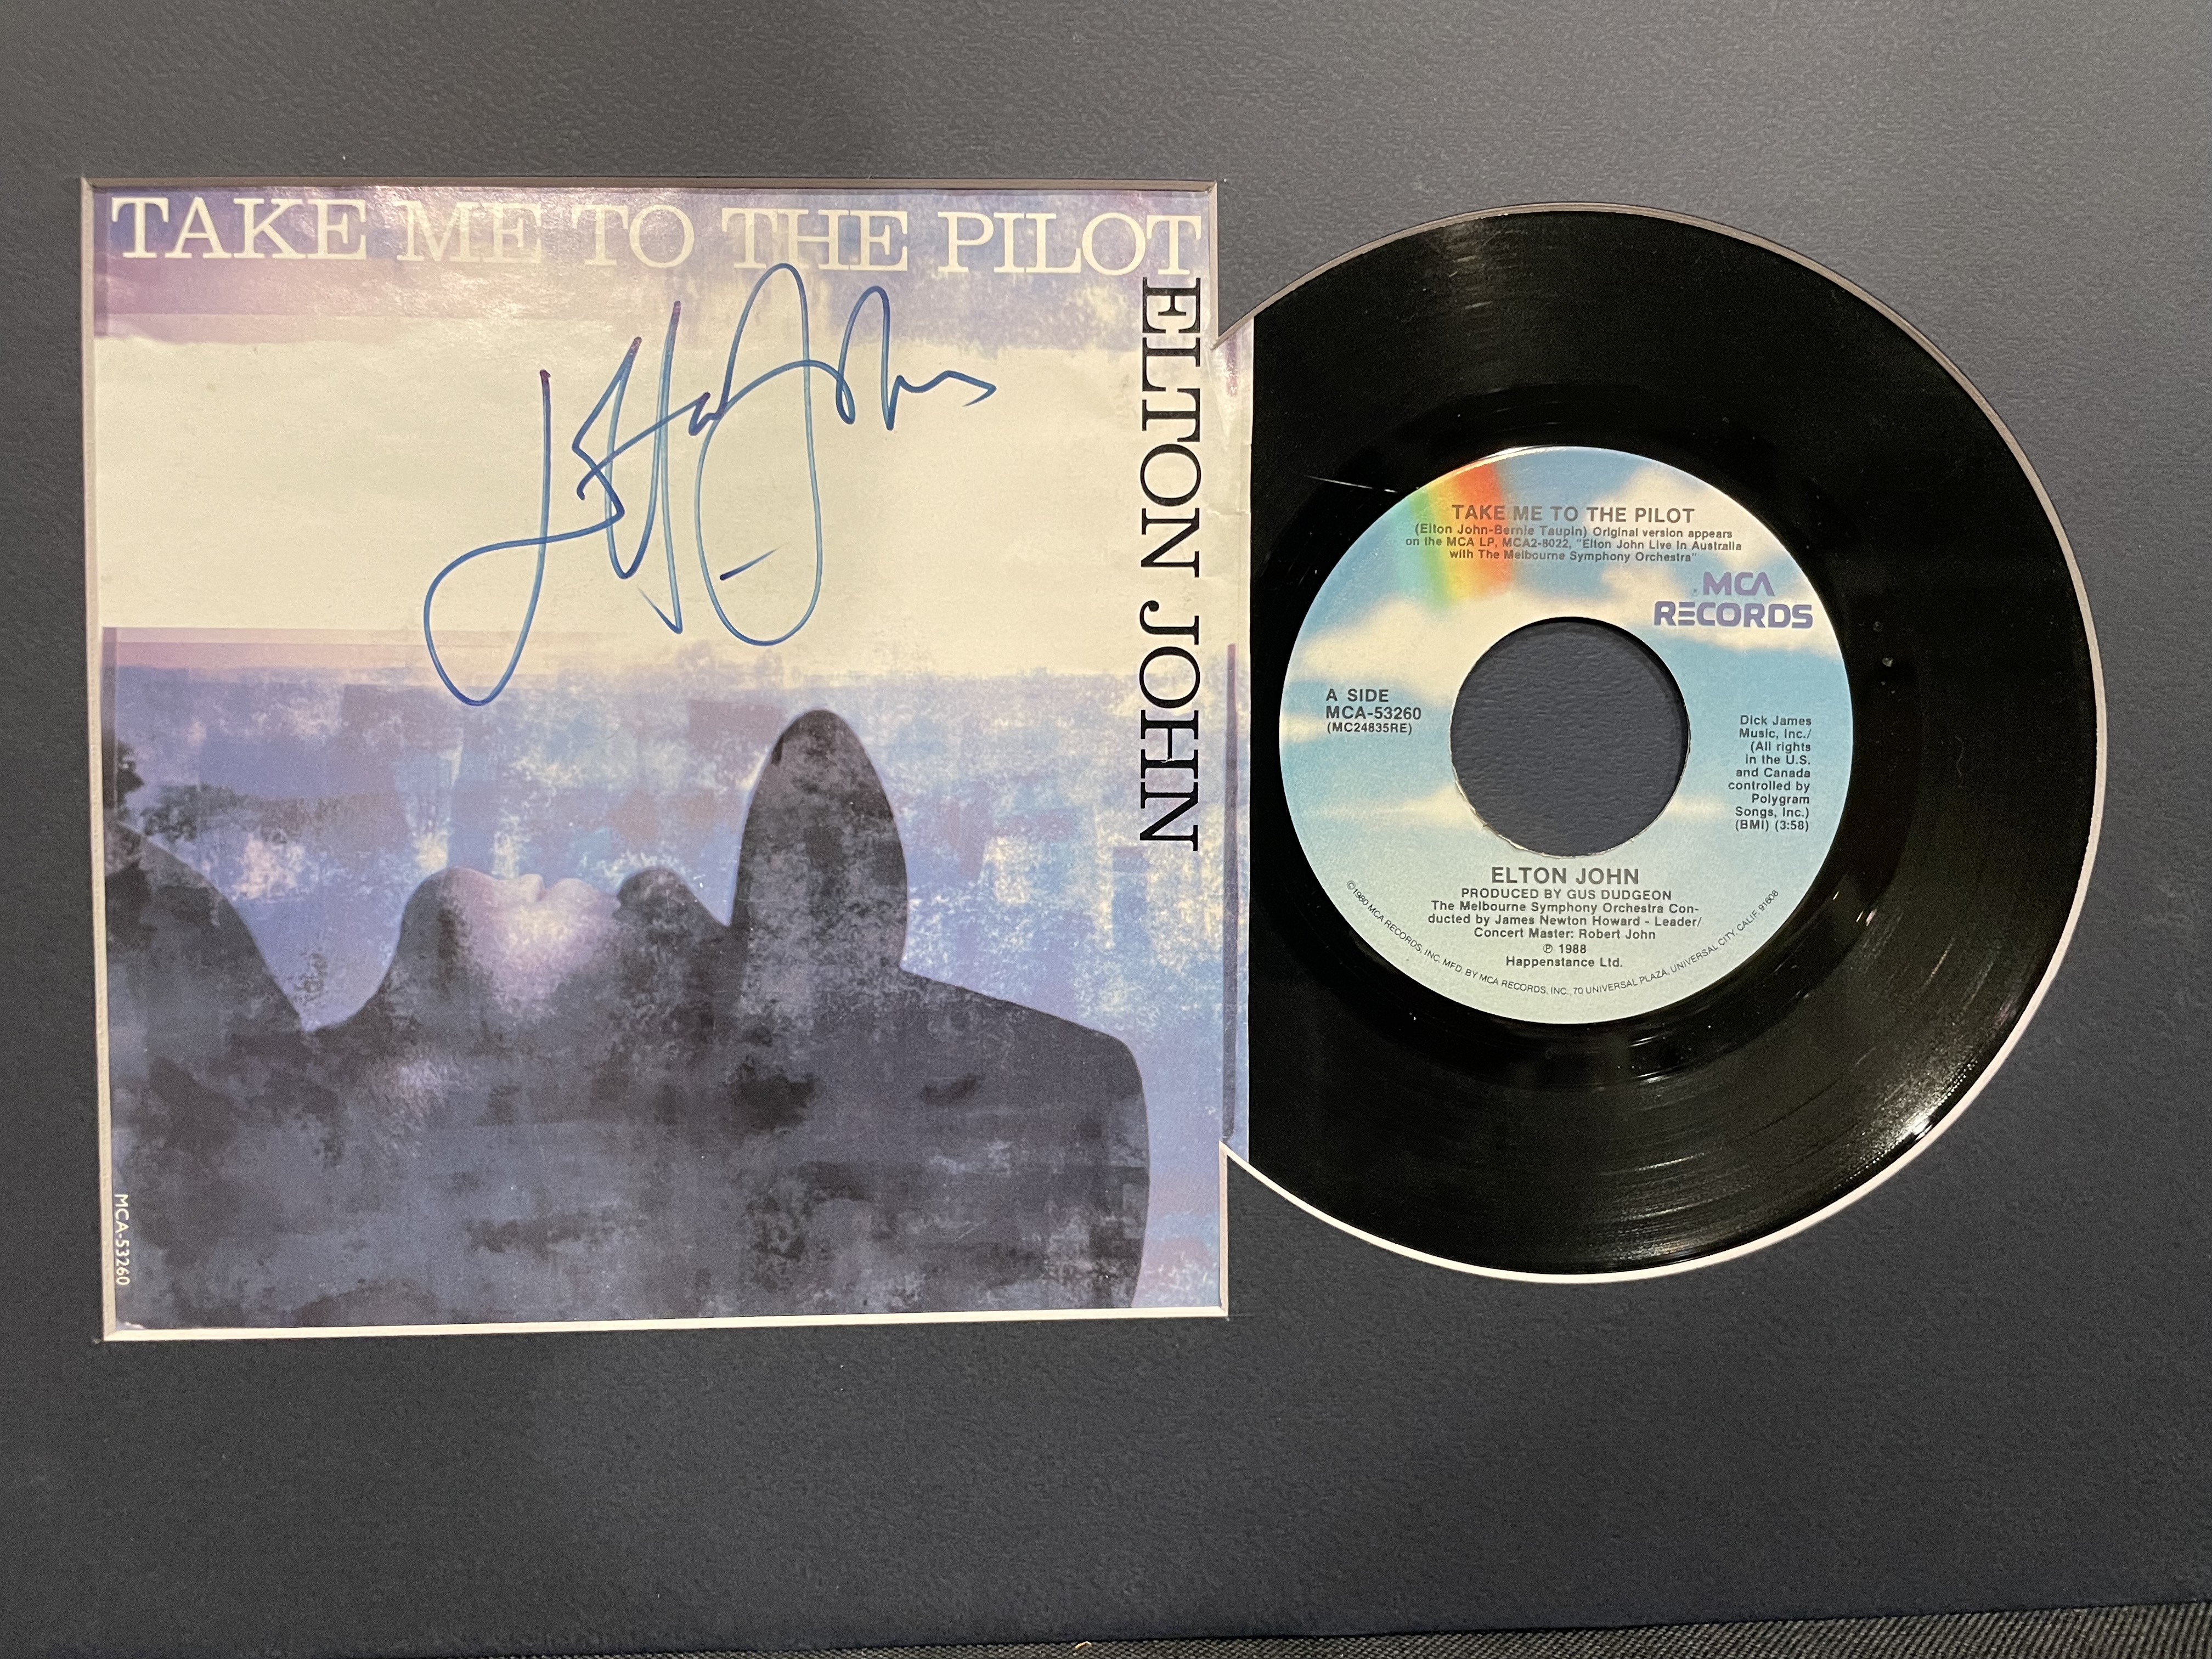 TAKE ME TO THE PILOT
ELTON JOHN
MCA-53260
TAKE ME TO THE PILOT
(Elton John-Bernie Taupin) Original version appears
on the MCA LP, MCA2-8022, "Elton John Live in Australia
with The Melbourne Symphony Orchestra"
MCA
RECORDS
A SIDE
MCA-53260
(MC24835RE)
Dick James
Music, Inc./
(All rights
in the U.S.
and Canada
controlled by
Polygram
Songs, Inc.)
(BMI) (3:58)
ELTON JOHN
PRODUCED BY GUS DUDGEON
The Melbourne Symphony Orchestra Con-
ducted by James Newton Howard - Leader/
Concert Master: Robert John
℗ 1988
Happenstance Ltd.
©1980 MCA RECORDS, INC. MFD. BY MCA RECORDS, INC., 70 UNIVERSAL PLAZA, UNIVERSAL CITY, CALIF. 91608